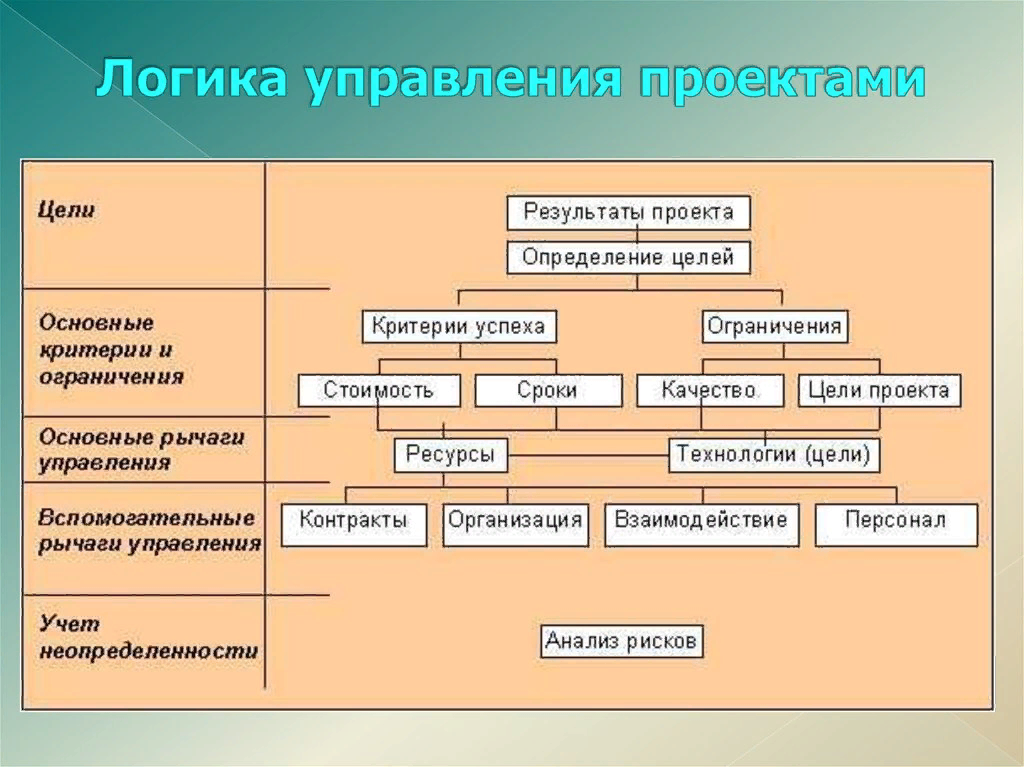 Логика управления проектами
Цели
Результаты проекта
Определение целей
Основные
критерии и
ограничения
Критерии успеха
Ограничения
Стоимость
Сроки
Качество
Цели проекта
Основные рычаги
управления
Ресурсы
Технологии (цели)
Вспомогательные
рычаги управления
Контракты
Организация
Взаимодействие
Персонал
Учет
неопределенности
Анализ рисков